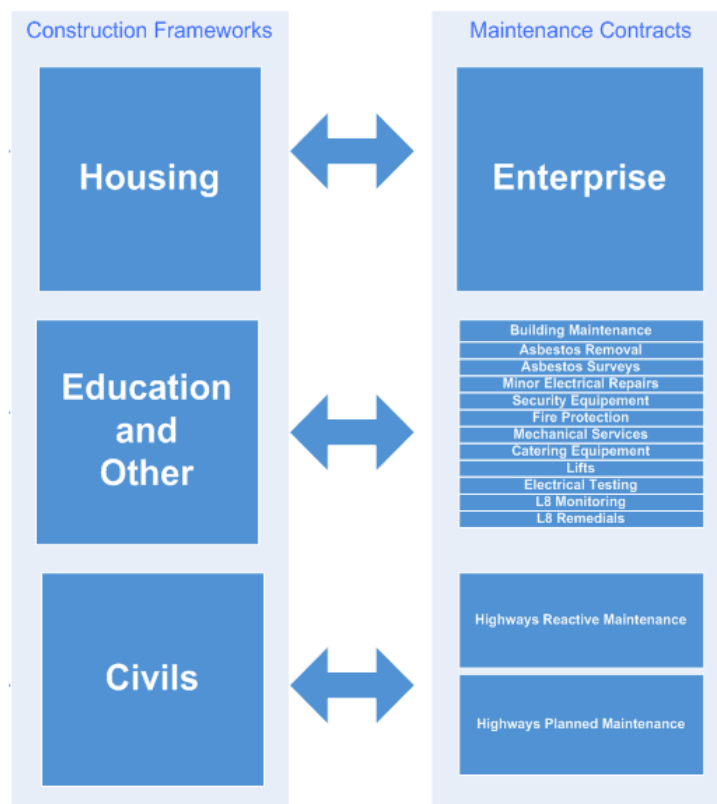 Construction Frameworks
Maintenance Contracts
Housing
Enterprise
Education
and
Other
Building Maintenance
Asbestos Removal
Asbestos Surveys
Minor Electrical Repairs
Security Equipement
Fire Protection
Mechanical Services
Catering Equipement
Lifts
Electrical Testing
L8 Monitoring
L8 Remedials
Civils
Highways Reactive Maintenance
Highways Planned Maintenance